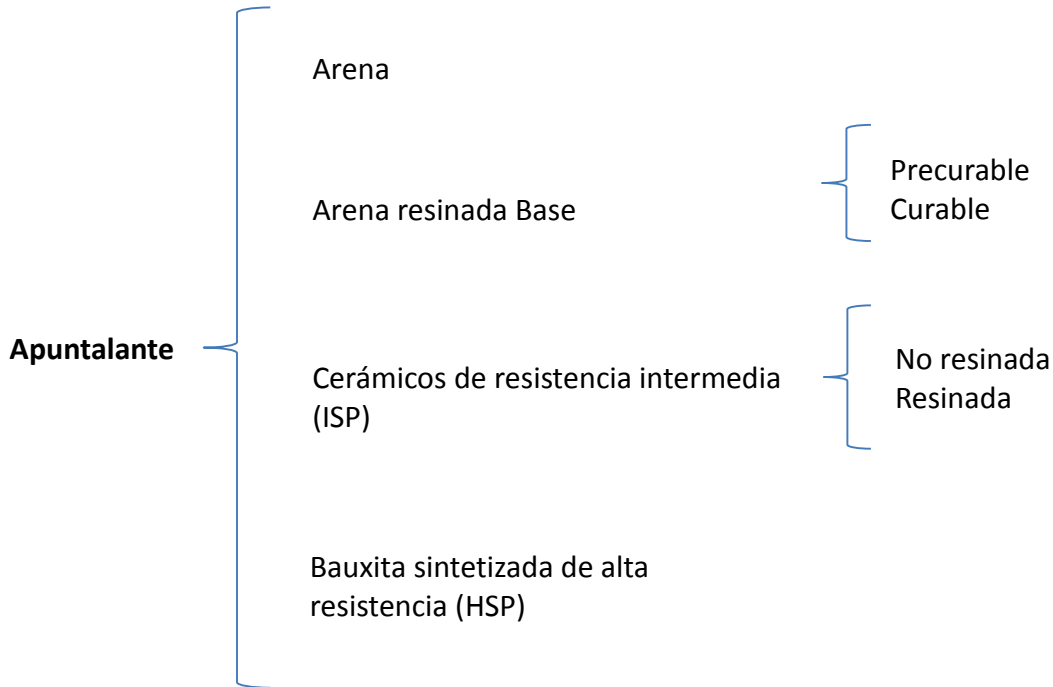 Arena
Arena resinada Base
Precurable
Curable
Apuntalante
Cerámicos de resistencia intermedia
(ISP)
No resinada
Resinada
Bauxita sintetizada de alta
resistencia (HSP)